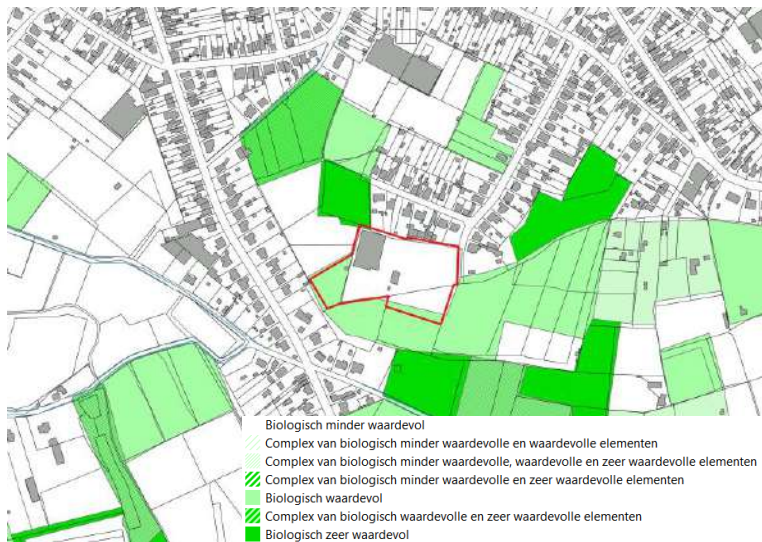 Biologisch minder waardevol
Complex van biologisch minder waardevolle en waardevolle elementen
Complex van biologisch minder waardevolle, waardevolle en zeer waardevolle elementen
Complex van biologisch minder waardevolle en zeer waardevolle elementen
Biologisch waardevol
Complex van biologisch waardevolle en zeer waardevolle elementen
Biologisch zeer waardevol